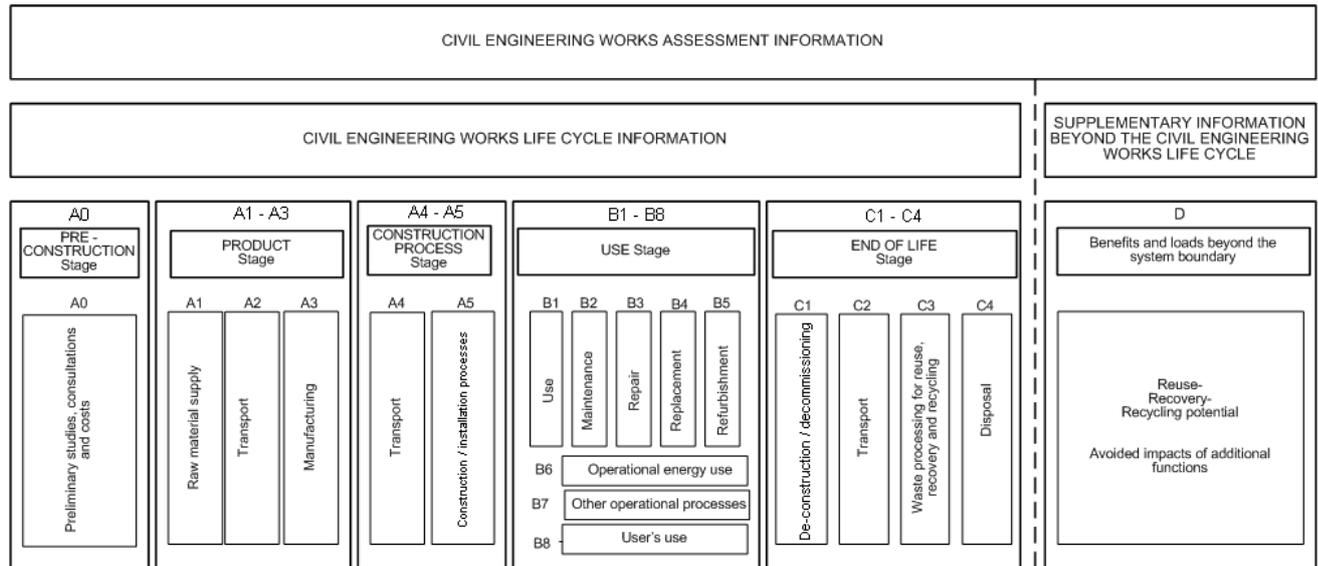 CIVIL ENGINEERING WORKS ASSESSMENT INFORMATION
CIVIL ENGINEERING WORKS LIFE CYCLE INFORMATION
SUPPLEMENTARY INFORMATION
BEYOND THE CIVIL ENGINEERING
WORKS LIFE CYCLE
A0
PRE -
CONSTRUCTION
Stage
A0
Preliminary studies, consultations
and costs
A1 - A3
PRODUCT
Stage
A1
A2
A3
Raw material supply
Transport
Manufacturing
A4 - A5
CONSTRUCTION
PROCESS
Stage
A4
A5
Transport
Construction / installation processes
B1 - B8
USE Stage
B1
B2
B3
B4
B5
Use
Maintenance
Repair
Replacement
Refurbishment
B6
Operational energy use
B7
Other operational processes
B8
User's use
C1 - C4
END OF LIFE
Stage
C1
C2
C3
C4
De-construction / decommissioning
Transport
Waste processing for reuse,
recovery and recycling
Disposal
D
Benefits and loads beyond the
system boundary
Reuse-
Recovery-
Recycling potential
Avoided impacts of additional
functions